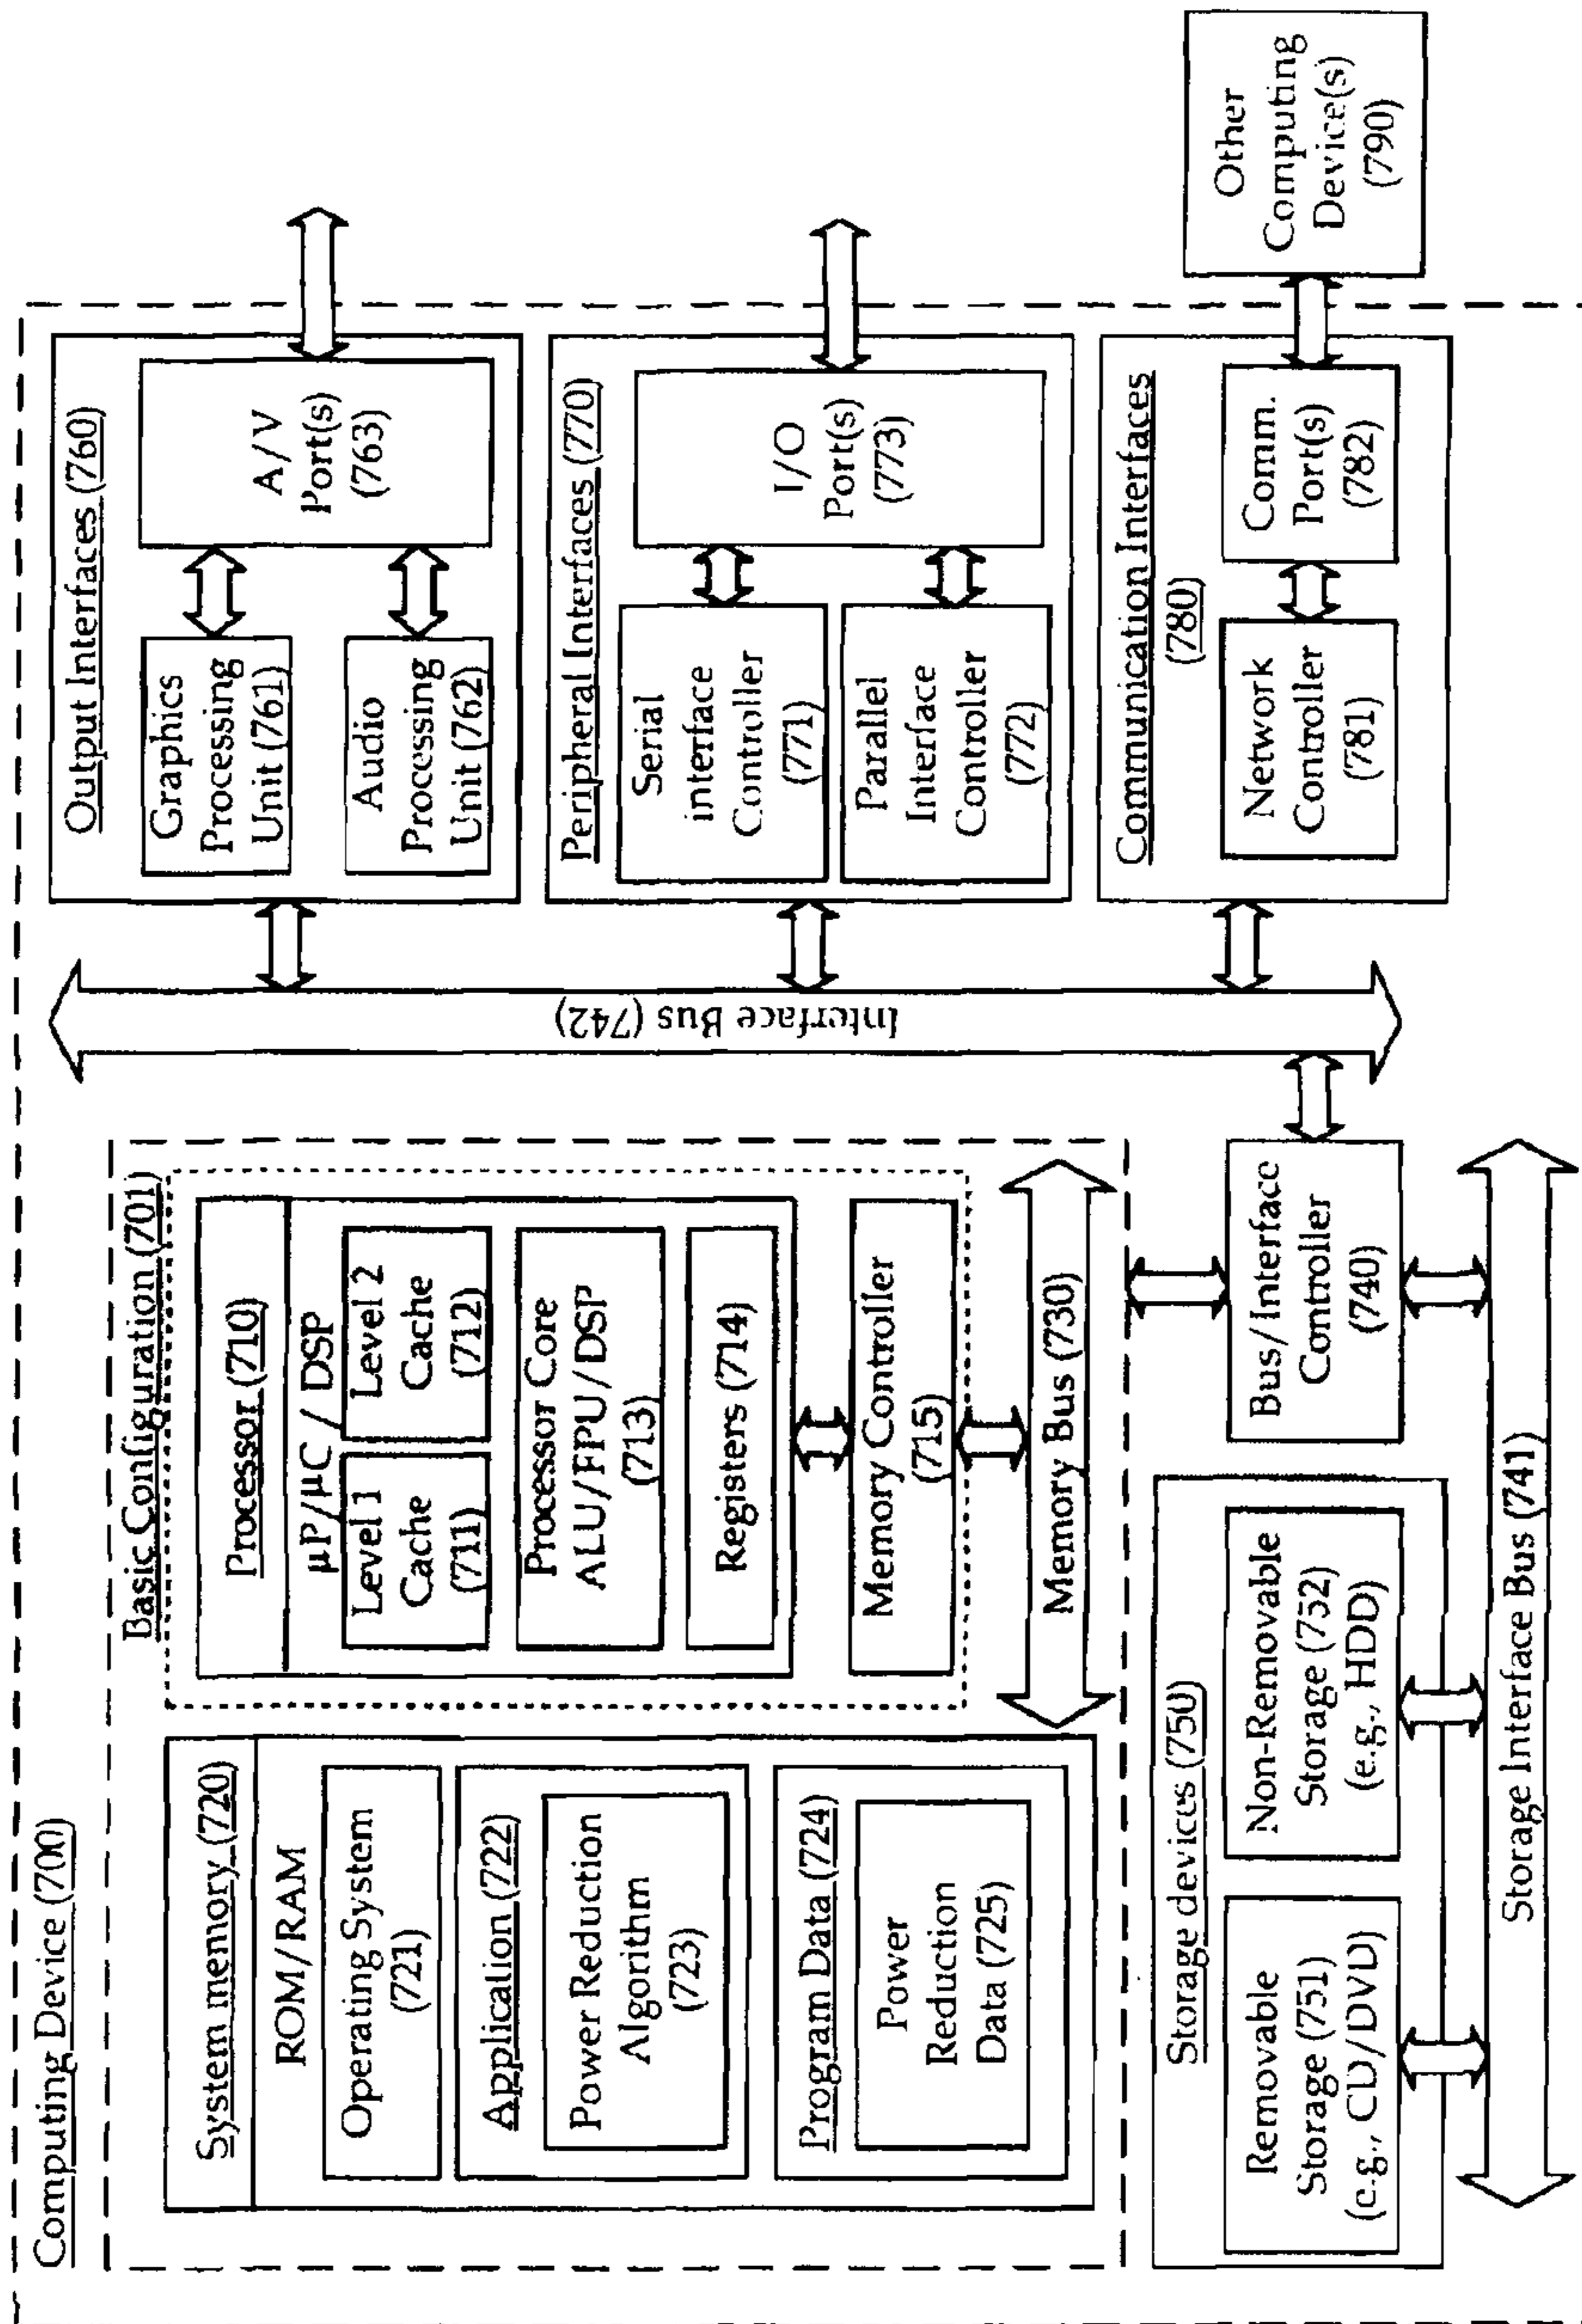 Computing Device (700)
Basic Configuration (701)
System memory (720)
ROM/RAM
Operating System
(721)
Application (722)
Power Reduction
Algorithm
(723)
Program Data (724)
Power
Reduction
Data (725)
Processor (710)
µP/µC / DSP
Level 1
Cache
(711)
Level 2
Cache
(712)
Processor Core
ALU/FPU/DSP
(713)
Registers (714)
Memory Controller
(715)
Memory Bus (730)
Bus/Interface
Controller
(740)
Storage devices (750)
Removable
Storage (751)
(e.g., CD/DVD)
Non-Removable
Storage (752)
(e.g., HDD)
Storage Interface Bus (741)
Interface Bus (742)
Output Interfaces (760)
Graphics
Processing
Unit (761)
Audio
Processing
Unit (762)
A/V
Port(s)
(763)
Peripheral Interfaces (770)
Serial
interface
Controller
(771)
Parallel
Interface
Controller
(772)
I/O
Port(s)
(773)
Communication Interfaces
(780)
Network
Controller
(781)
Comm.
Port(s)
(782)
Other
Computing
Device(s)
(790)